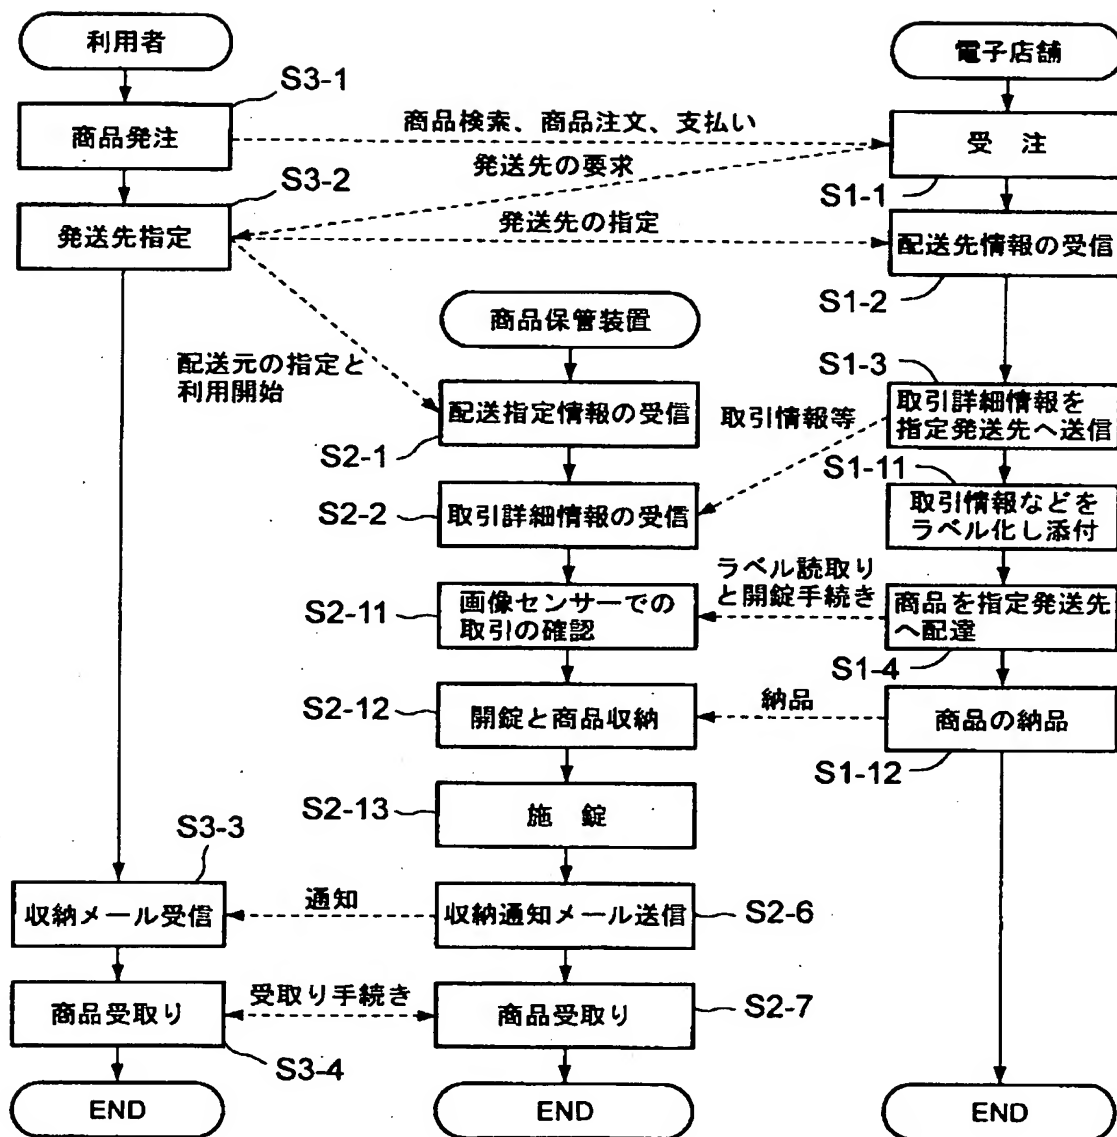 利用者
電子店舗
S3-1
商品発注
商品検索、商品注文、支払い
受 注
S1-1
S3-2
発送先の要求
発送先指定
発送先の指定
配送先情報の受信
S1-2
商品保管装置
配送元の指定と
利用開始
S1-3
配送指定情報の受信
S2-1
取引情報等
取引詳細情報を
指定発送先へ送信
S1-11
S2-2
取引詳細情報の受信
取引情報などを
ラベル化し添付
ラベル読取り
と開錠手続き
S2-11
画像センサーでの
取引の確認
商品を指定発送先
へ配達
S1-4
S2-12
開錠と商品収納
納品
商品の納品
S1-12
S2-13
施 錠
S3-3
収納メール受信
通知
収納通知メール送信
S2-6
商品受取り
受取り手続き
商品受取り
S2-7
S3-4
END
END
END